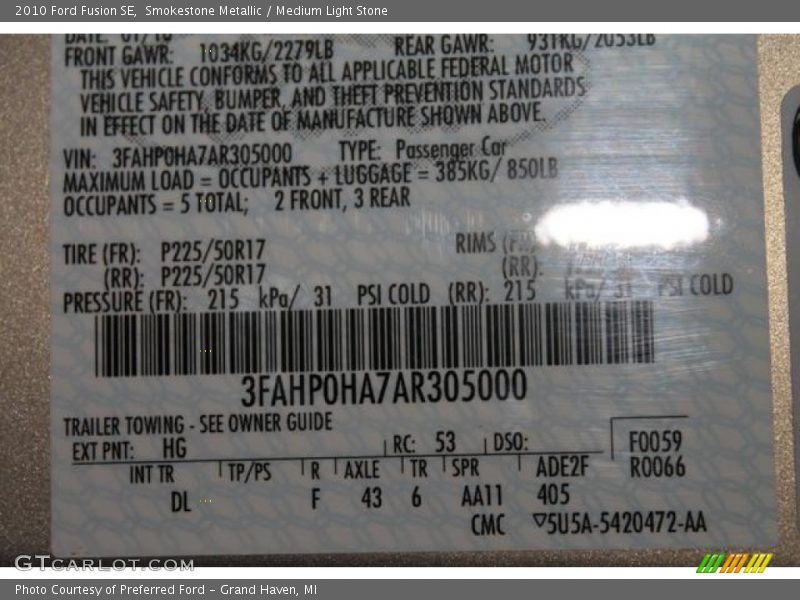 2010 Ford Fusion SE, Smokestone Metallic / Medium Light Stone
DATE: 01/10
FRONT GAWR: 1034KG/2279LB REAR GAWR: 931KG/2053LB
THIS VEHICLE CONFORMS TO ALL APPLICABLE FEDERAL MOTOR
VEHICLE SAFETY, BUMPER, AND THEFT PREVENTION STANDARDS
IN EFFECT ON THE DATE OF MANUFACTURE SHOWN ABOVE.
VIN: 3FAHP0HA7AR305000 TYPE: Passenger Car
MAXIMUM LOAD = OCCUPANTS + LUGGAGE = 385KG/ 850LB
OCCUPANTS = 5 TOTAL; 2 FRONT, 3 REAR
TIRE (FR): P225/50R17 RIMS
(RR): P225/50R17 (RR):
PRESSURE (FR): 215 kPa/ 31 PSI COLD (RR): 215 kPa/ 31 PSI COLD
3FAHP0HA7AR305000
TRAILER TOWING - SEE OWNER GUIDE
EXT PNT: HG RC: 53 DSO: F0059
INT TR TP/PS R AXLE TR SPR ADE2F R0066
DL F 43 6 AA11 405
CMC ▽5U5A-5420472-AA
GTCARLOT.COM
Photo Courtesy of Preferred Ford – Grand Haven, MI